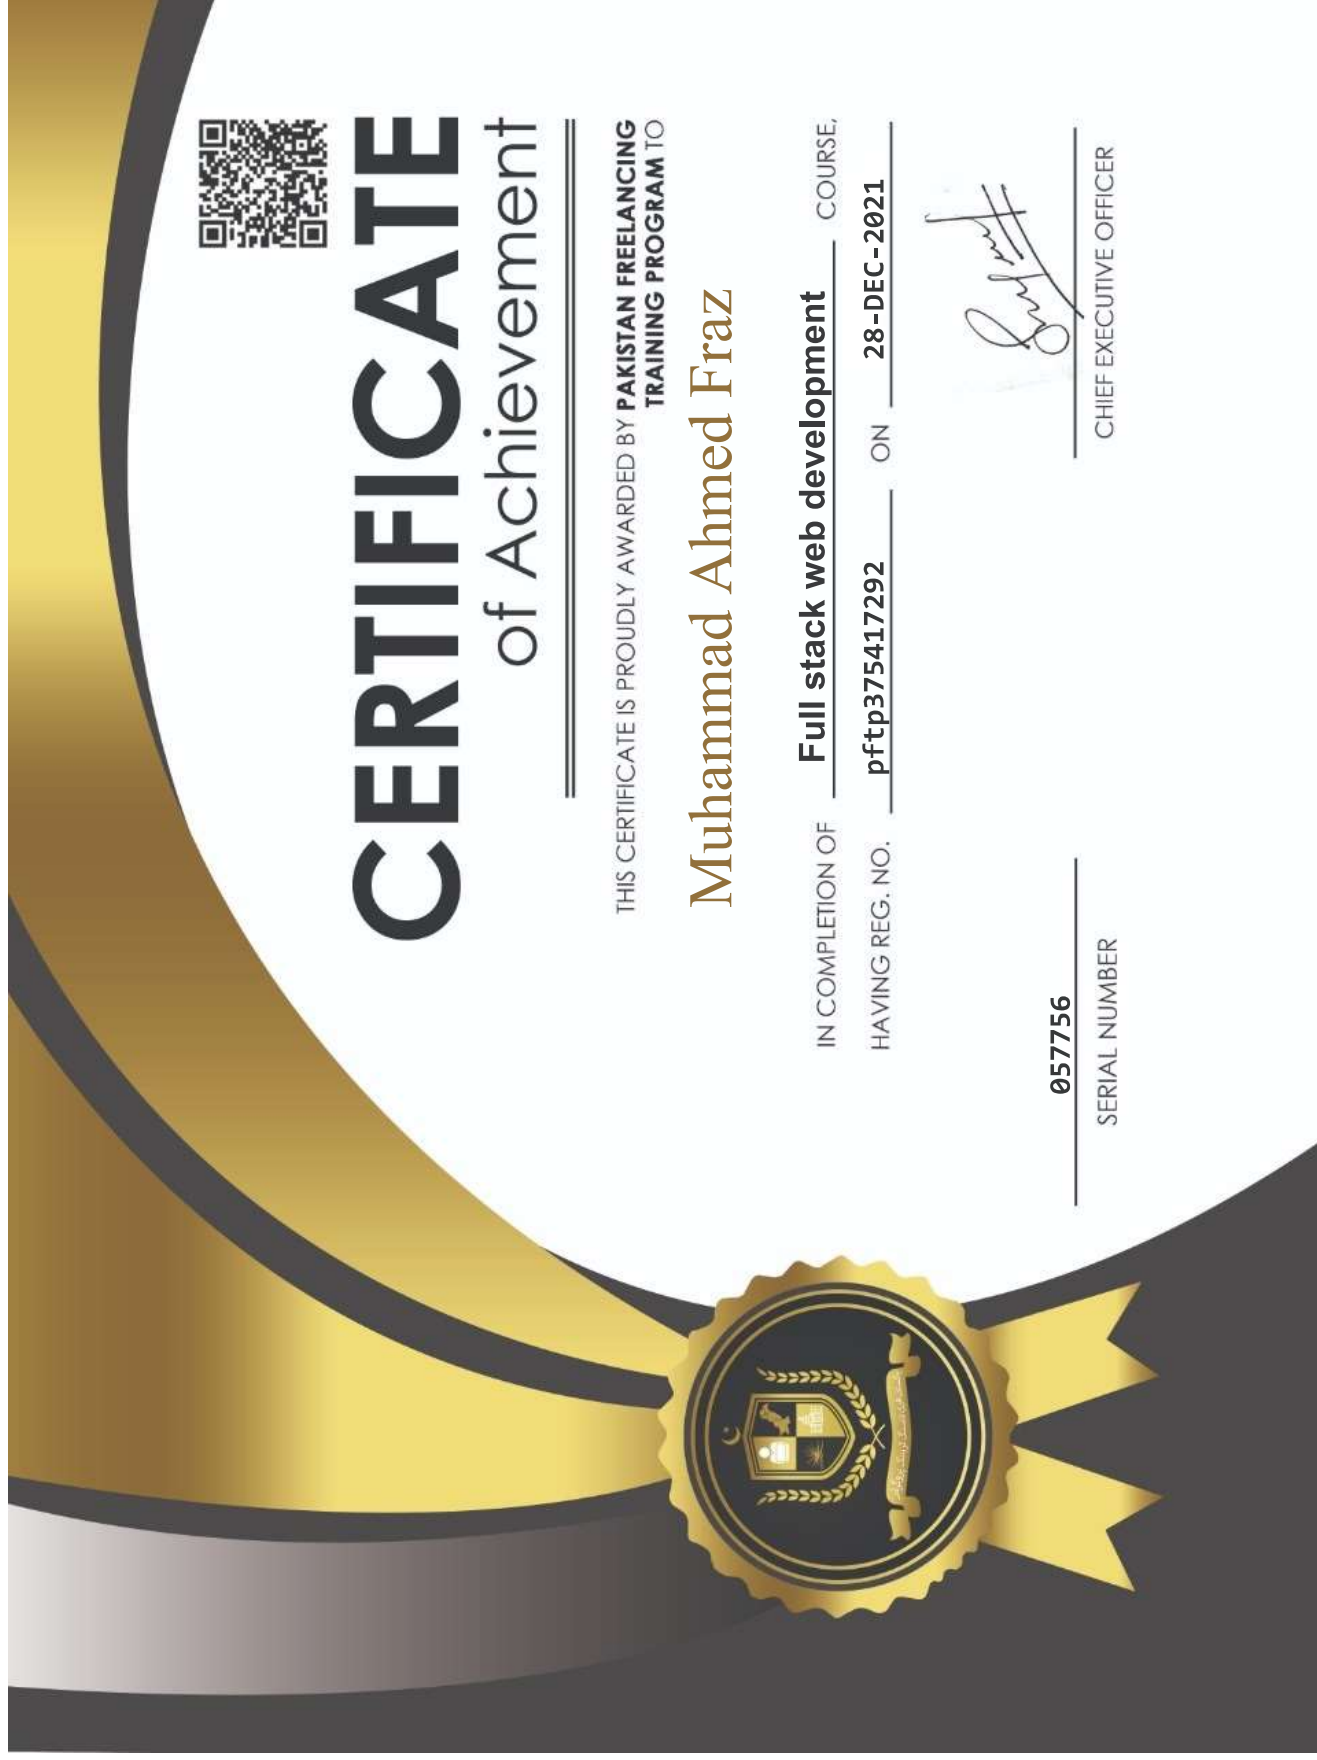 CERTIFICATE
of Achievement
THIS CERTIFICATE IS PROUDLY AWARDED BY PAKISTAN FREELANCING
TRAINING PROGRAM TO
Muhammad Ahmed Fraz
IN COMPLETION OF Full stack web development COURSE,
HAVING REG. NO. pftp375417292 ON 28-DEC-2021
057756
SERIAL NUMBER
CHIEF EXECUTIVE OFFICER